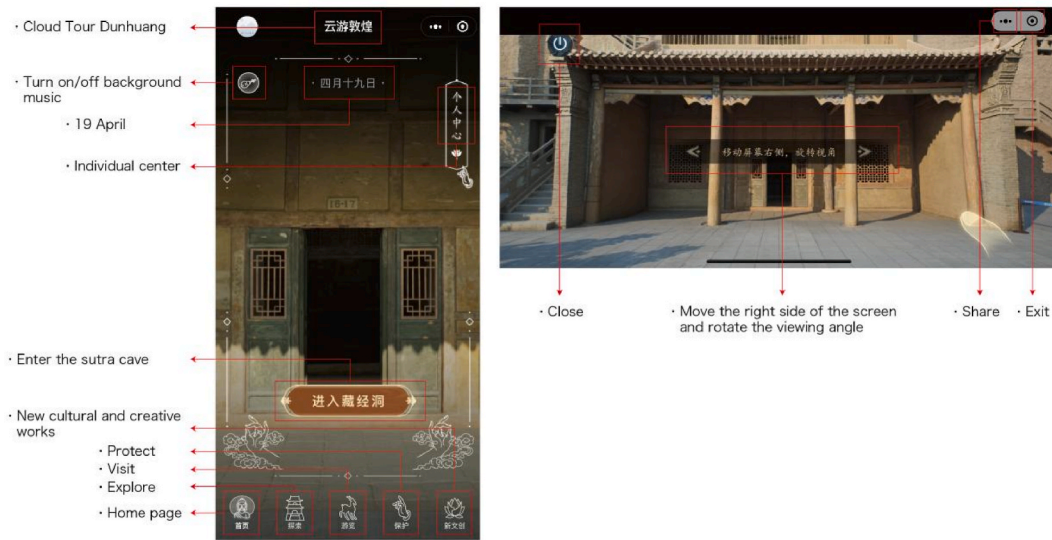 · Cloud Tour Dunhuang
· Turn on/off background
music
· 19 April
· Individual center
· Enter the sutra cave
· New cultural and creative
works
· Protect
· Visit
· Explore
· Home page
云游敦煌
· 四月十九日 ·
个人中心
16-17
进入藏经洞
首页
探索
游览
保护
新文创
移动屏幕右侧，旋转视角
· Close
· Move the right side of the screen
and rotate the viewing angle
· Share
· Exit